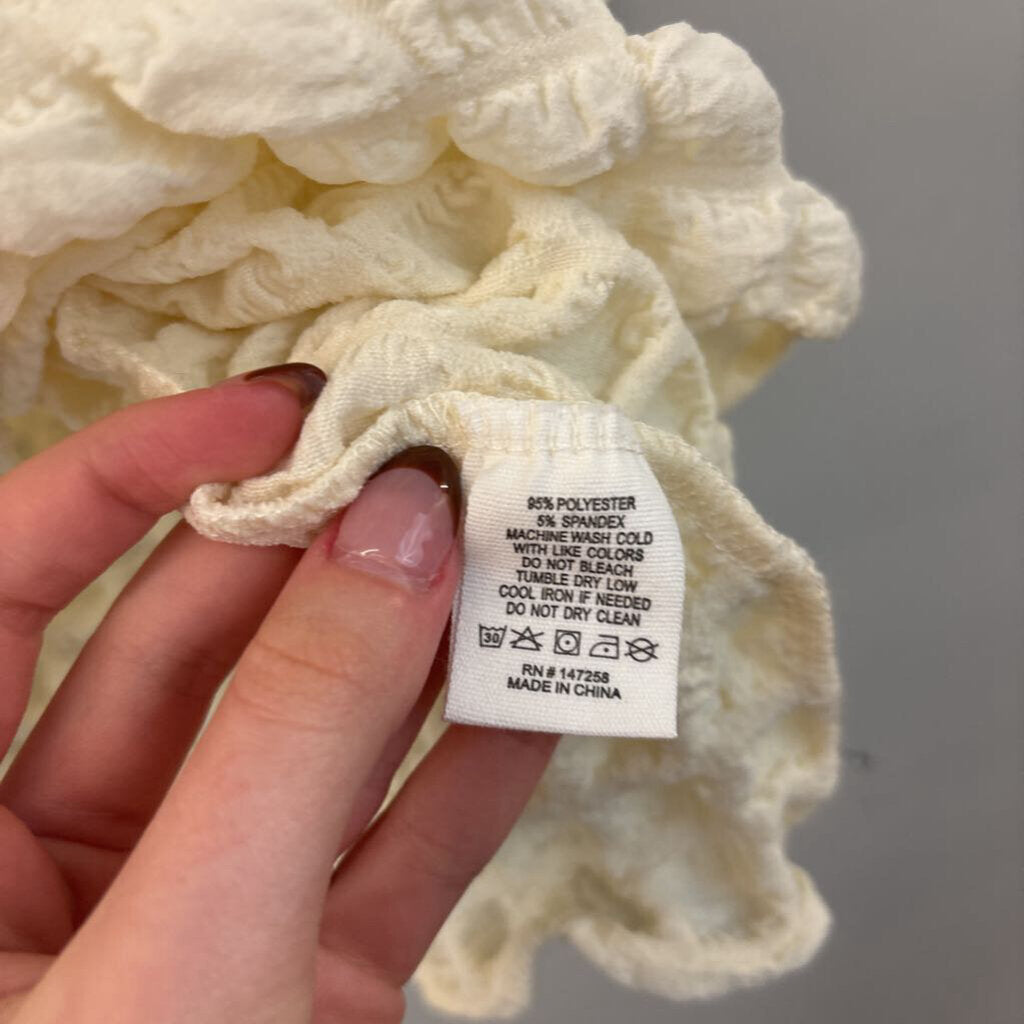 95% POLYESTER
5% SPANDEX
MACHINE WASH COLD
WITH LIKE COLORS
DO NOT BLEACH
TUMBLE DRY LOW
COOL IRON IF NEEDED
DO NOT DRY CLEAN
30
RN # 147258
MADE IN CHINA